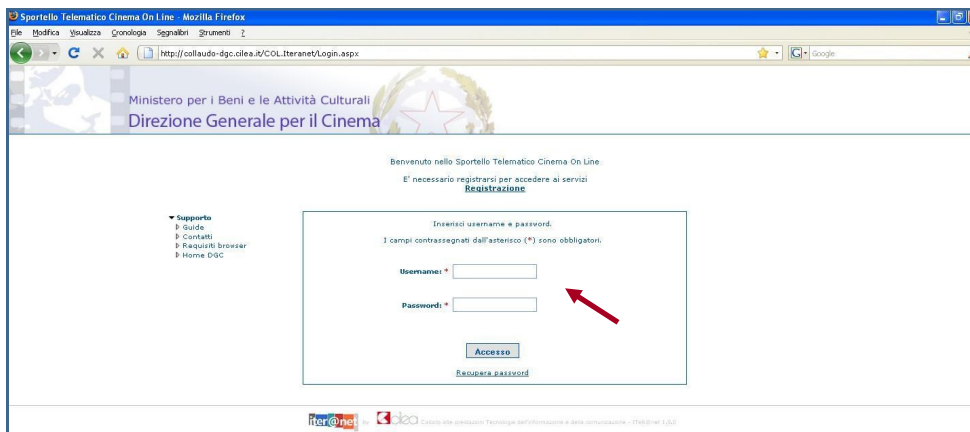 Sportello Telematico Cinema On Line - Mozilla Firefox
File Modifica Visualizza Cronologia Segnalibri Strumenti ?
http://collaudo-dgc.cilea.it/COL.Iteranet/Login.aspx
Google
Ministero per i Beni e le Attività Culturali
Direzione Generale per il Cinema
Benvenuto nello Sportello Telematico Cinema On Line
E' necessario registrarsi per accedere ai servizi
Registrazione
Supporto
Guide
Contatti
Requisiti browser
Home DGC
Inserisci username e password.
I campi contrassegnati dall'asterisco (*) sono obbligatori.
Username: *
Password: *
Accesso
Recupera password
iter@net by cilea